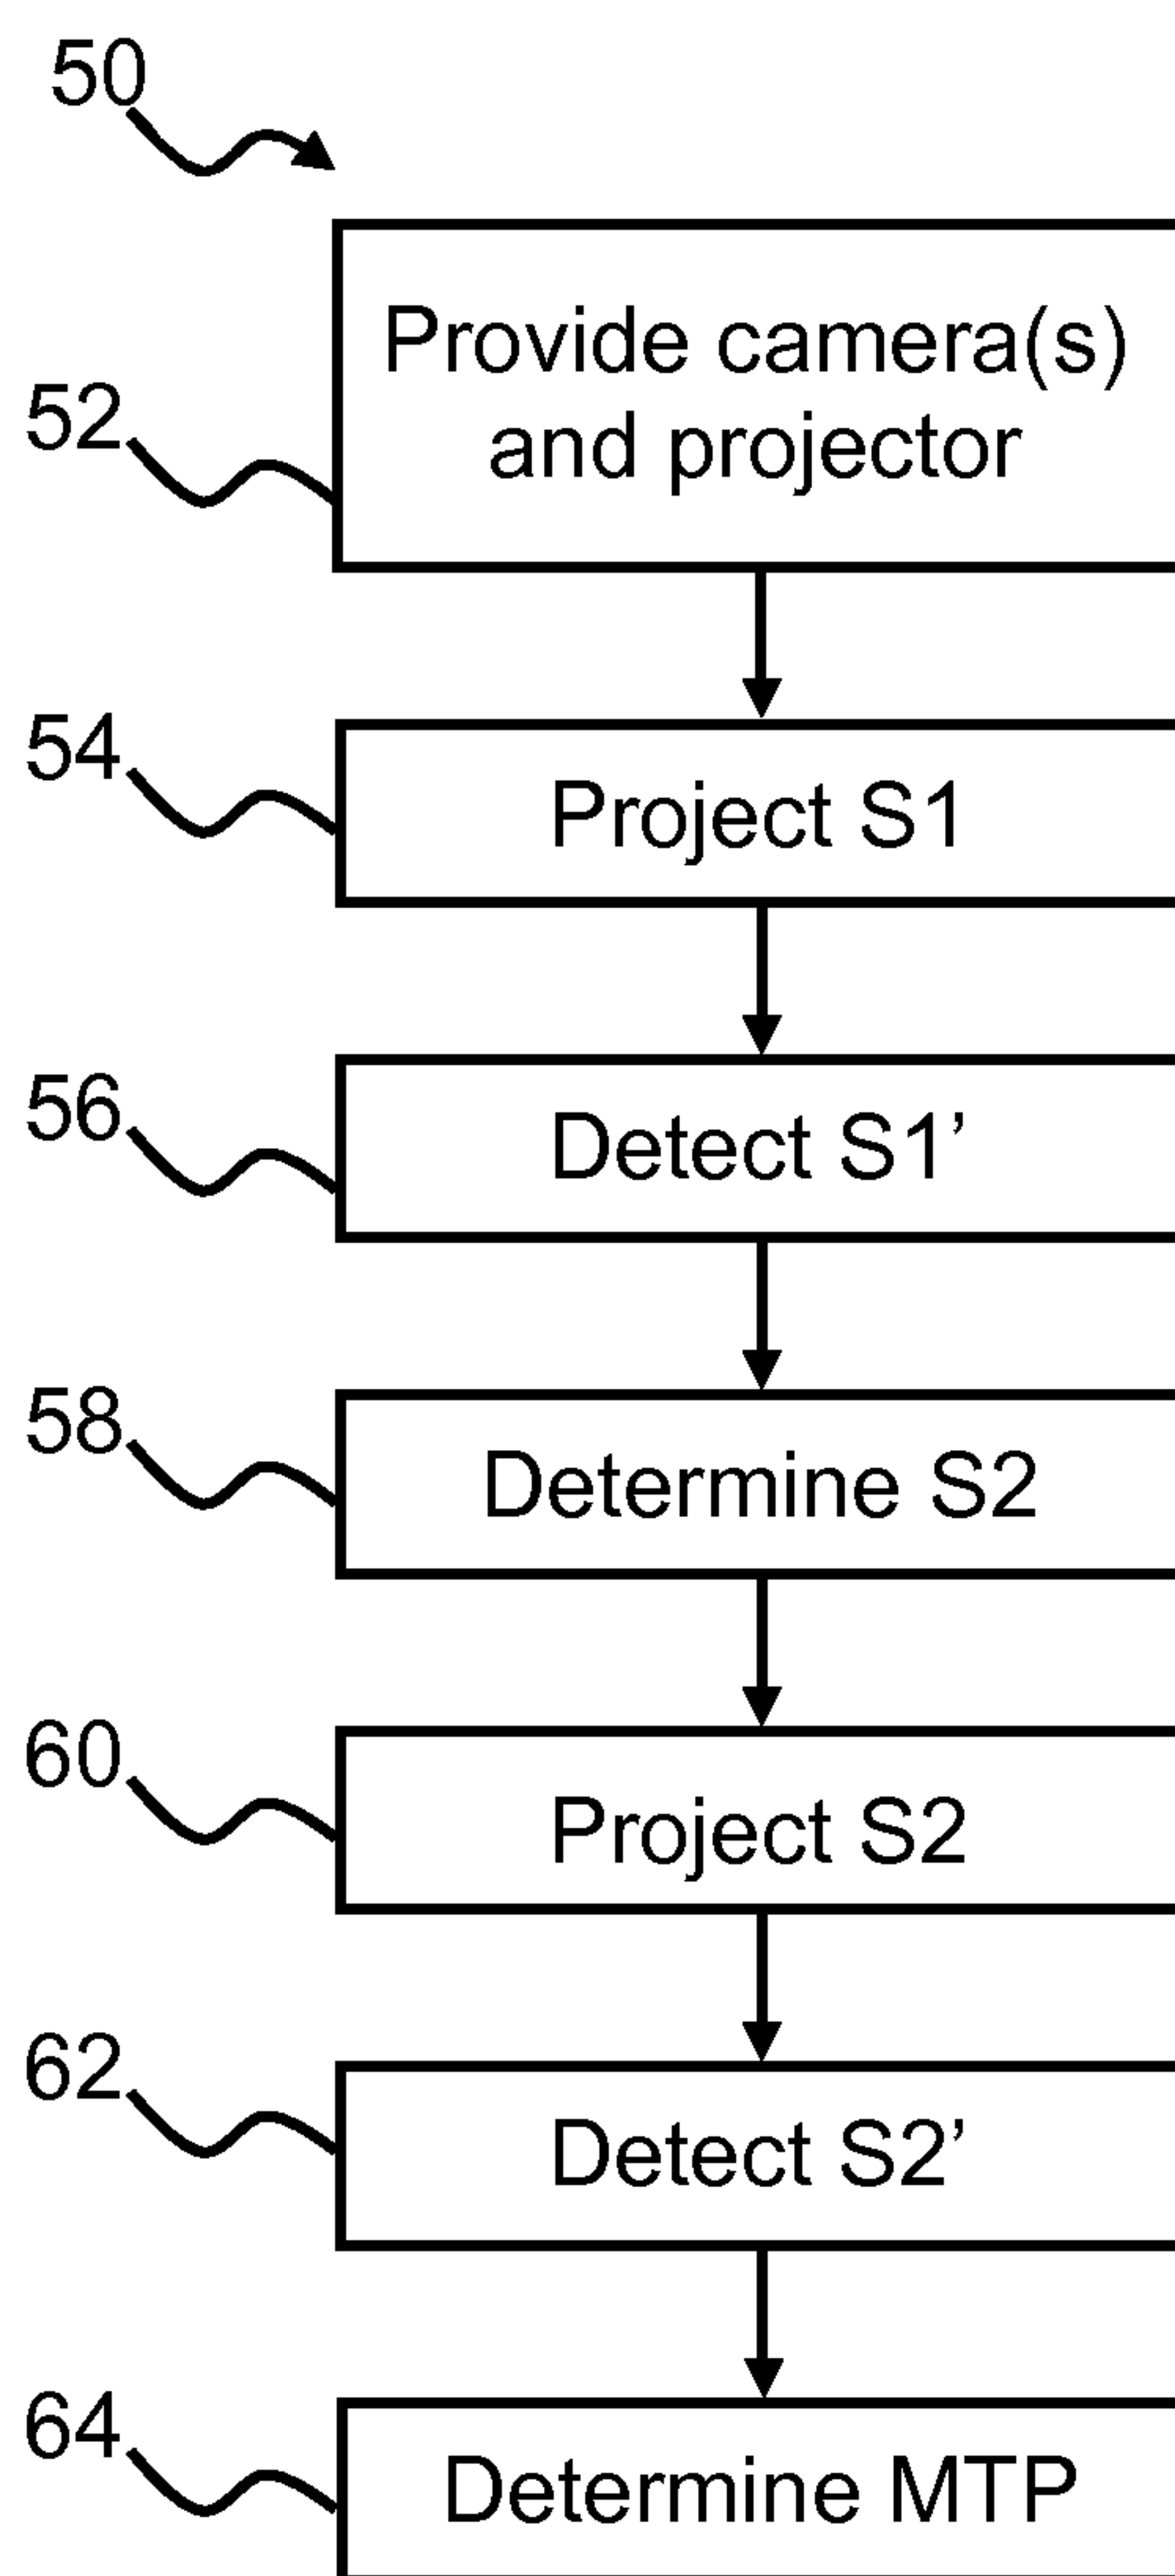 50
Provide camera(s)
and projector
52
Project S1
54
Detect S1’
56
Determine S2
58
Project S2
60
Detect S2’
62
Determine MTP
64